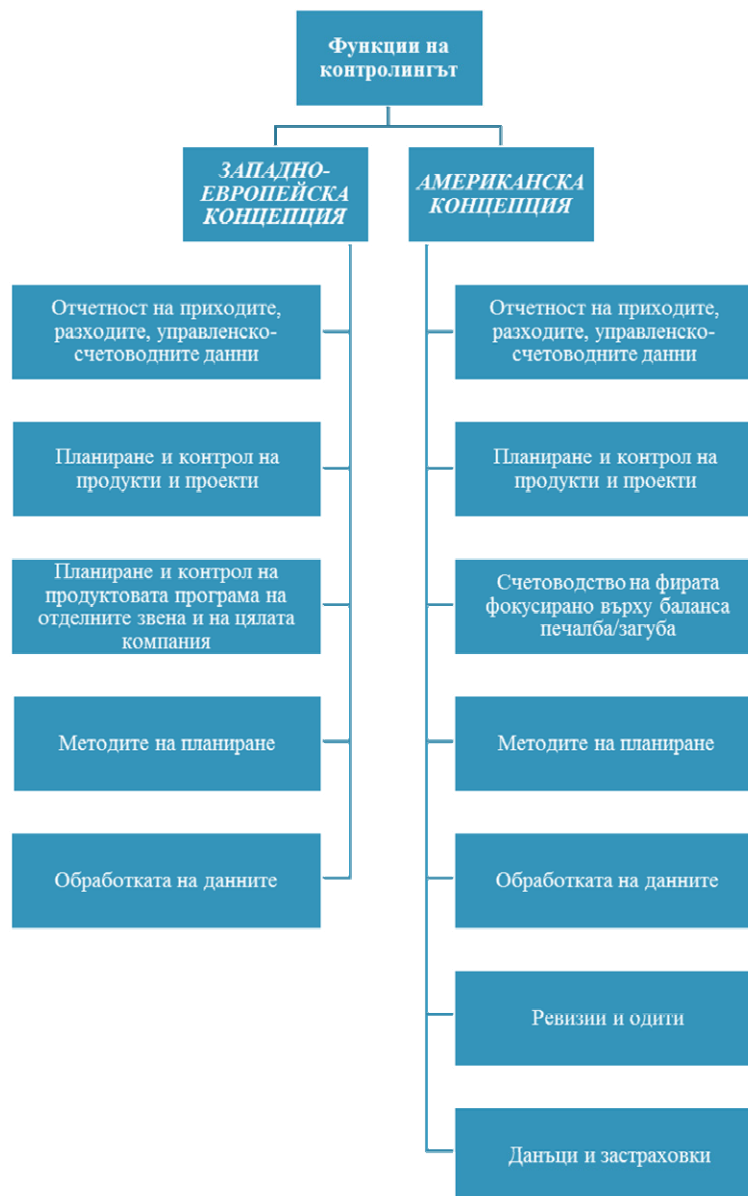 Функции на
контролингът
ЗАПАДНО-
ЕВРОПЕЙСКА
КОНЦЕПЦИЯ
Отчетност на приходите,
разходите, управленско-
счетоводните данни
Планиране и контрол на
продукти и проекти
Планиране и контрол на
продуктовата програма на
отделните звена и на цялата
компания
Методите на планиране
Обработката на данните
АМЕРИКАНСКА
КОНЦЕПЦИЯ
Отчетност на приходите,
разходите, управленско-
счетоводните данни
Планиране и контрол на
продукти и проекти
Счетоводство на фирата
фокусирано върху баланса
печалба/загуба
Методите на планиране
Обработката на данните
Ревизии и одити
Данъци и застраховки